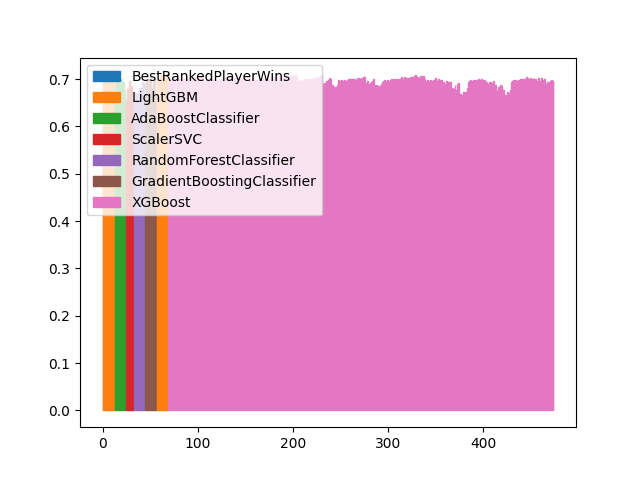 BestRankedPlayerWins
LightGBM
AdaBoostClassifier
ScalerSVC
RandomForestClassifier
GradientBoostingClassifier
XGBoost
0.7
0.6
0.5
0.4
0.3
0.2
0.1
0.0
0 100 200 300 400